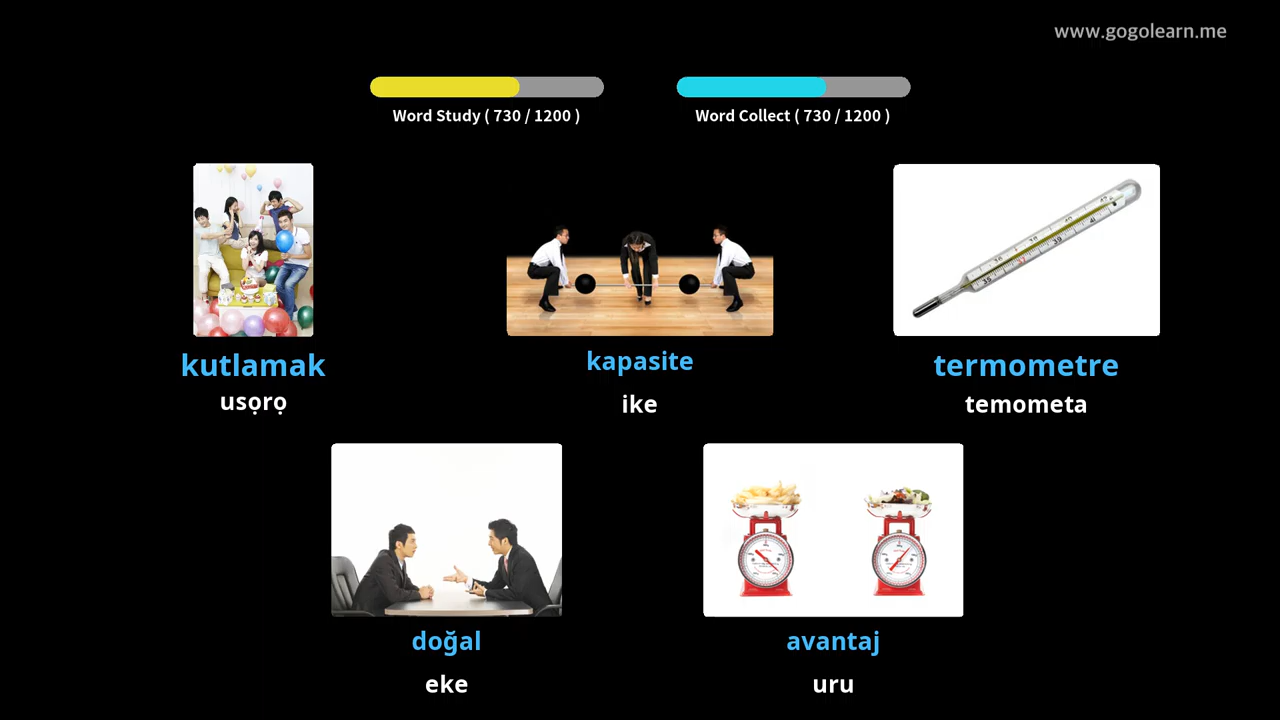 www.gogolearn.me
Word Study ( 730 / 1200 )
Word Collect ( 730 / 1200 )
kutlamak
usọrọ
kapasite
ike
termometre
temometa
doğal
eke
avantaj
uru